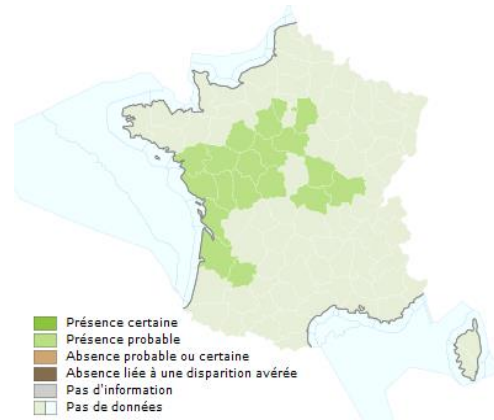 Présence certaine
Présence probable
Absence probable ou certaine
Absence liée à une disparition avérée
Pas d'information
Pas de données